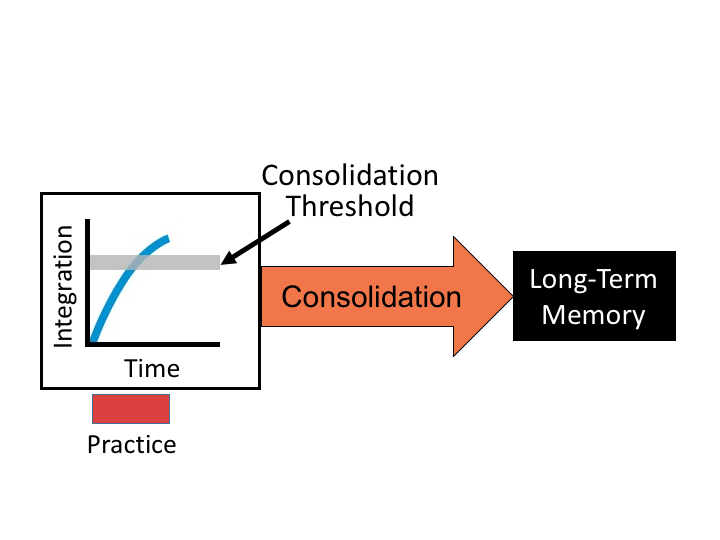 Consolidation
Threshold
Integration
Consolidation
Long-Term
Memory
Time
Practice